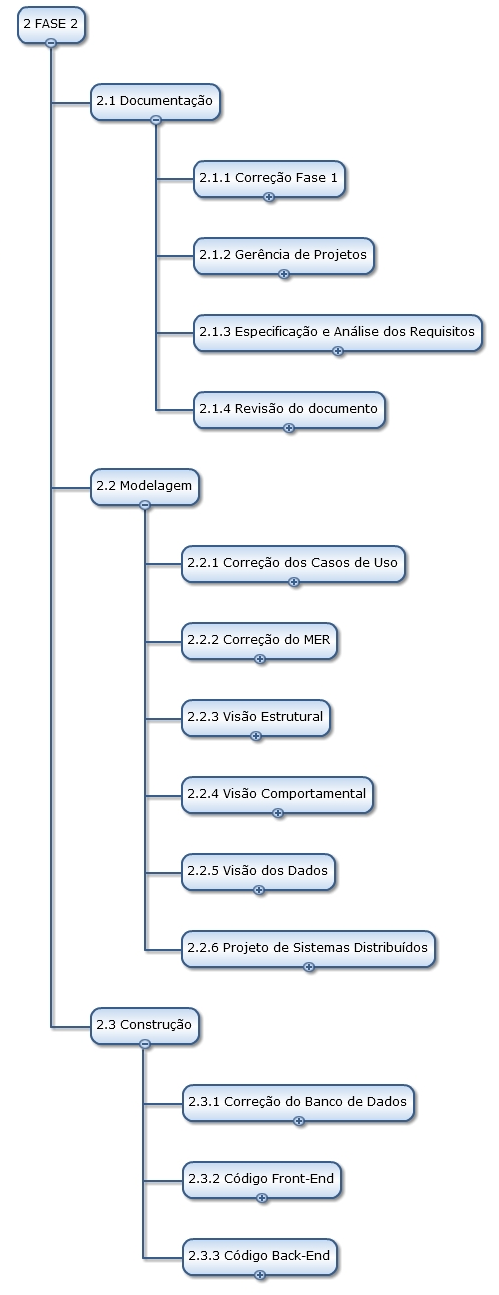 2 FASE 2
2.1 Documentação
2.1.1 Correção Fase 1
2.1.2 Gerência de Projetos
2.1.3 Especificação e Análise dos Requisitos
2.1.4 Revisão do documento
2.2 Modelagem
2.2.1 Correção dos Casos de Uso
2.2.2 Correção do MER
2.2.3 Visão Estrutural
2.2.4 Visão Comportamental
2.2.5 Visão dos Dados
2.2.6 Projeto de Sistemas Distribuídos
2.3 Construção
2.3.1 Correção do Banco de Dados
2.3.2 Código Front-End
2.3.3 Código Back-End